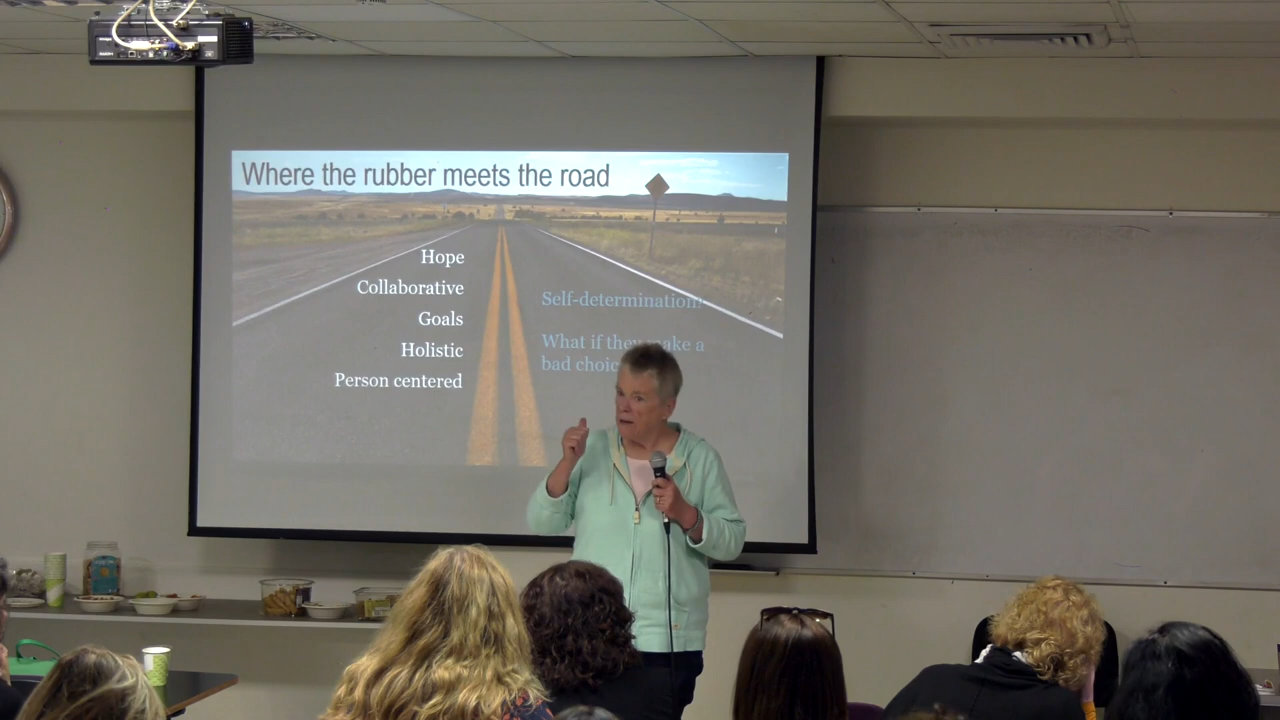 Where the rubber meets the road
Hope
Collaborative
Goals
Holistic
Person centered
Self-determination?
What if they make a
bad